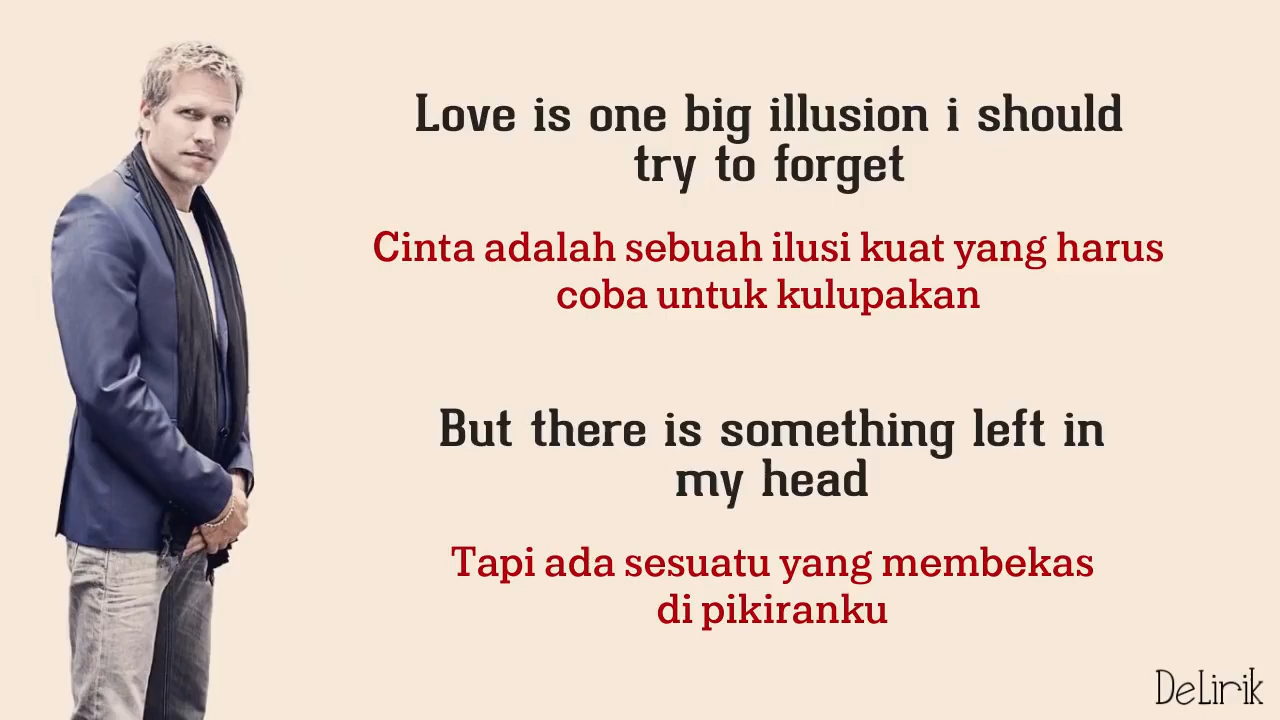 Love is one big illusion i should
try to forget
Cinta adalah sebuah ilusi kuat yang harus
coba untuk kulupakan
But there is something left in
my head
Tapi ada sesuatu yang membekas
di pikiranku
DeLirik